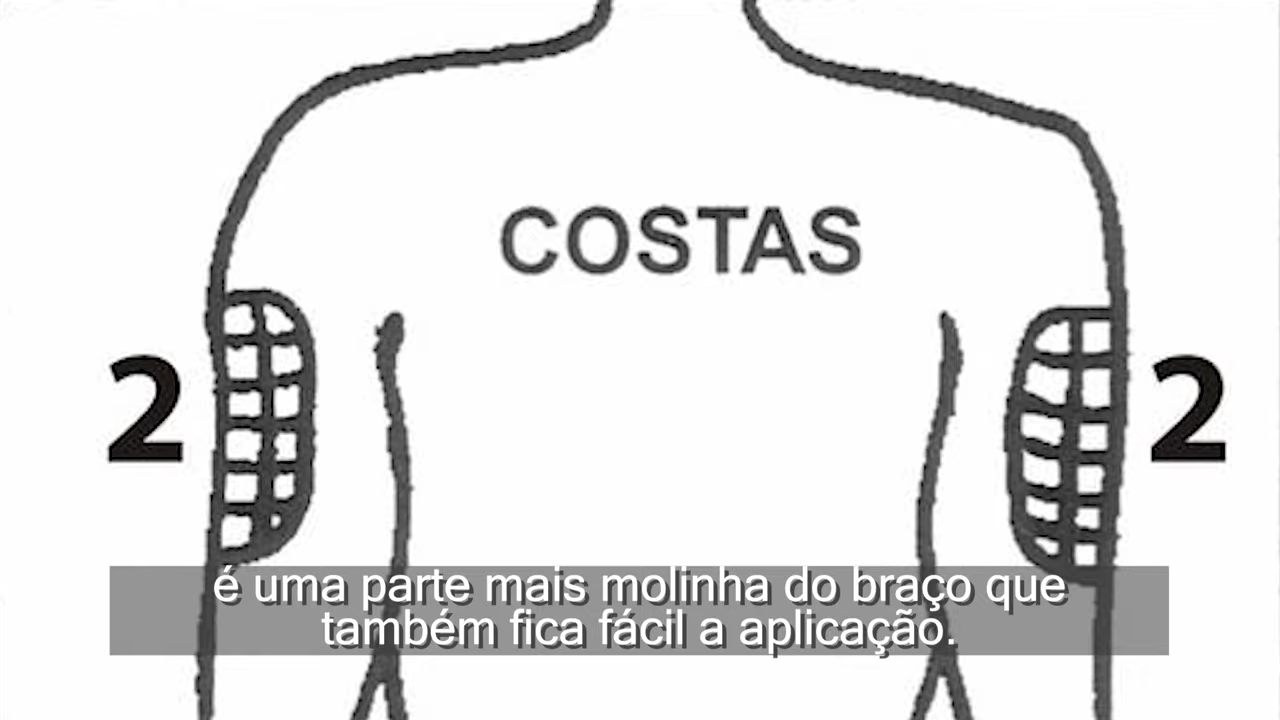 COSTAS
2 2
é uma parte mais molinha do braço que
também fica fácil a aplicação.